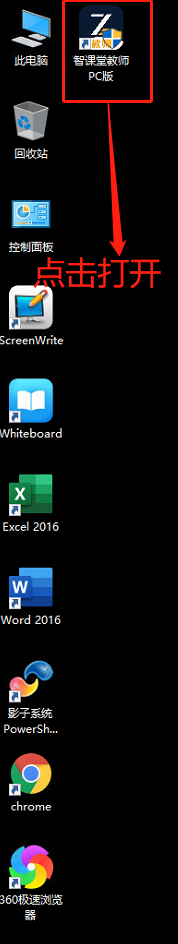 此电脑
智课堂教师
PC版
回收站
控制面板
点击打开
ScreenWrite
Whiteboard
Excel 2016
Word 2016
影子系统
PowerSh...
chrome
360极速浏览
器